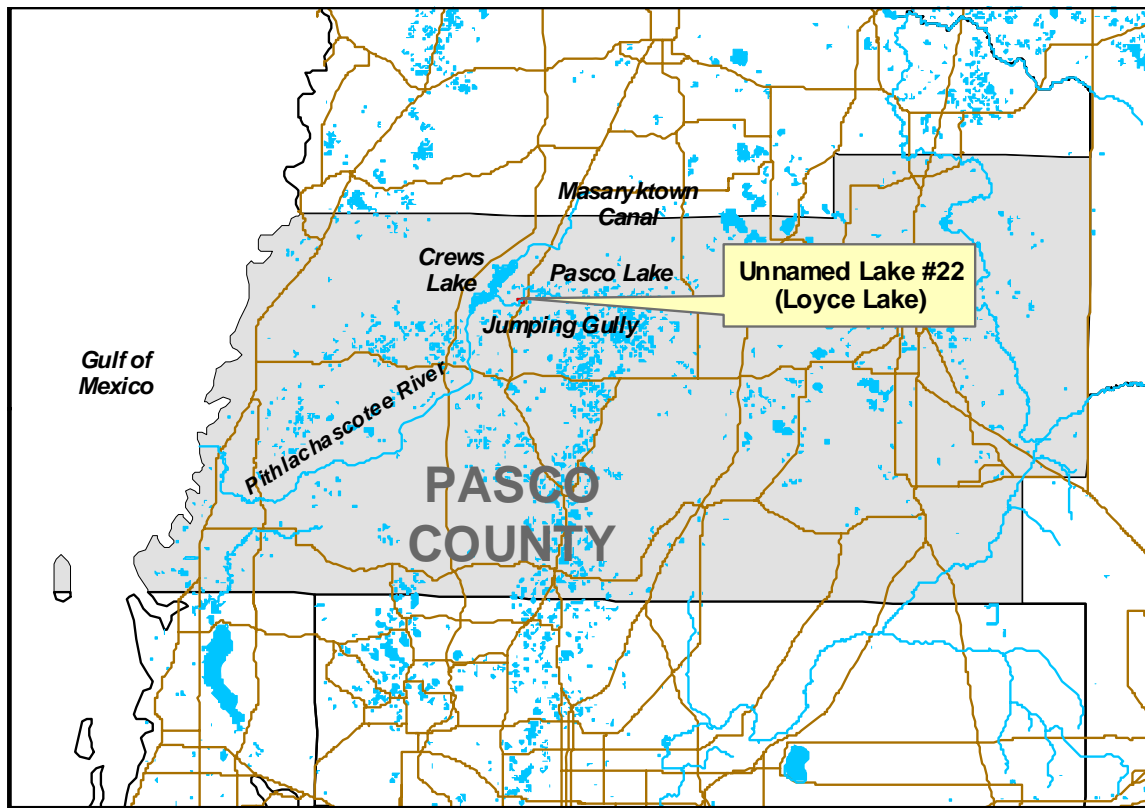 Masaryktown
Canal
Crews
Lake
Pasco Lake
Unnamed Lake #22
(Loyce Lake)
Jumping Gully
Gulf of
Mexico
Pithlachascotee River
PASCO
COUNTY